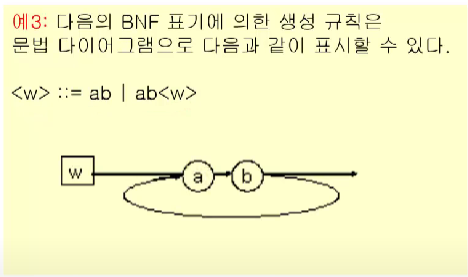 예3: 다음의 BNF 표기에 의한 생성 규칙은
문법 다이어그램으로 다음과 같이 표시할 수 있다.
<w> ::= ab | ab<w>
w a b